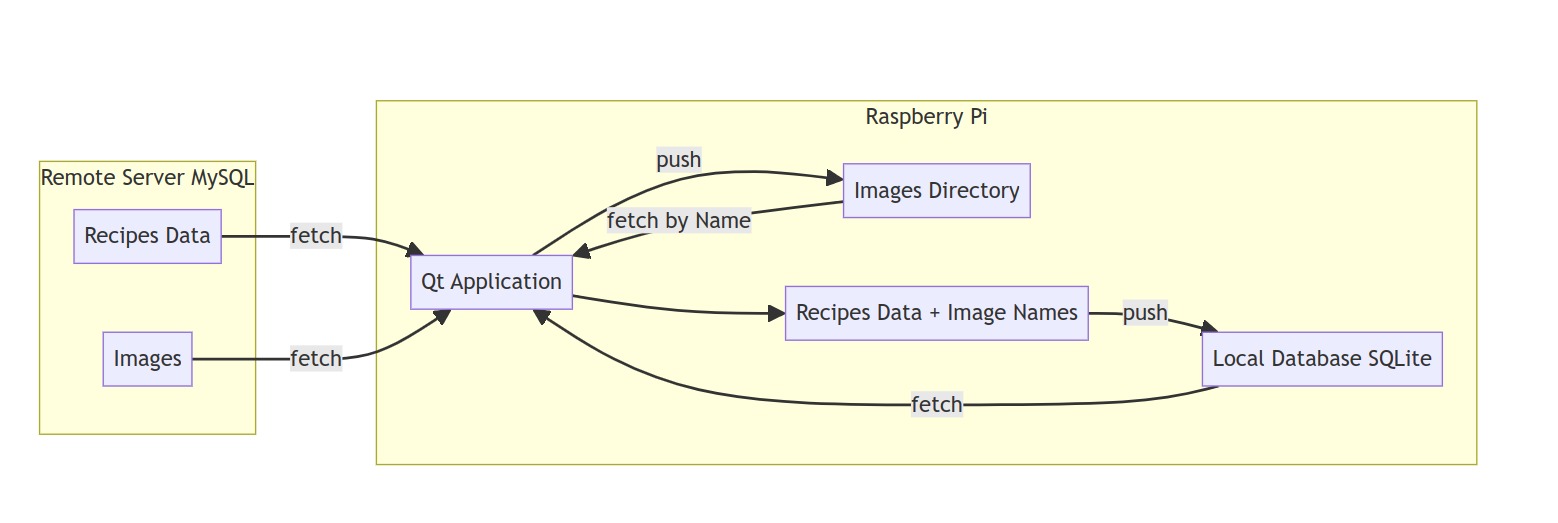 Raspberry Pi
Remote Server MySQL
Recipes Data
Images
fetch
fetch
Qt Application
push
fetch by Name
Images Directory
Recipes Data + Image Names
push
Local Database SQLite
fetch